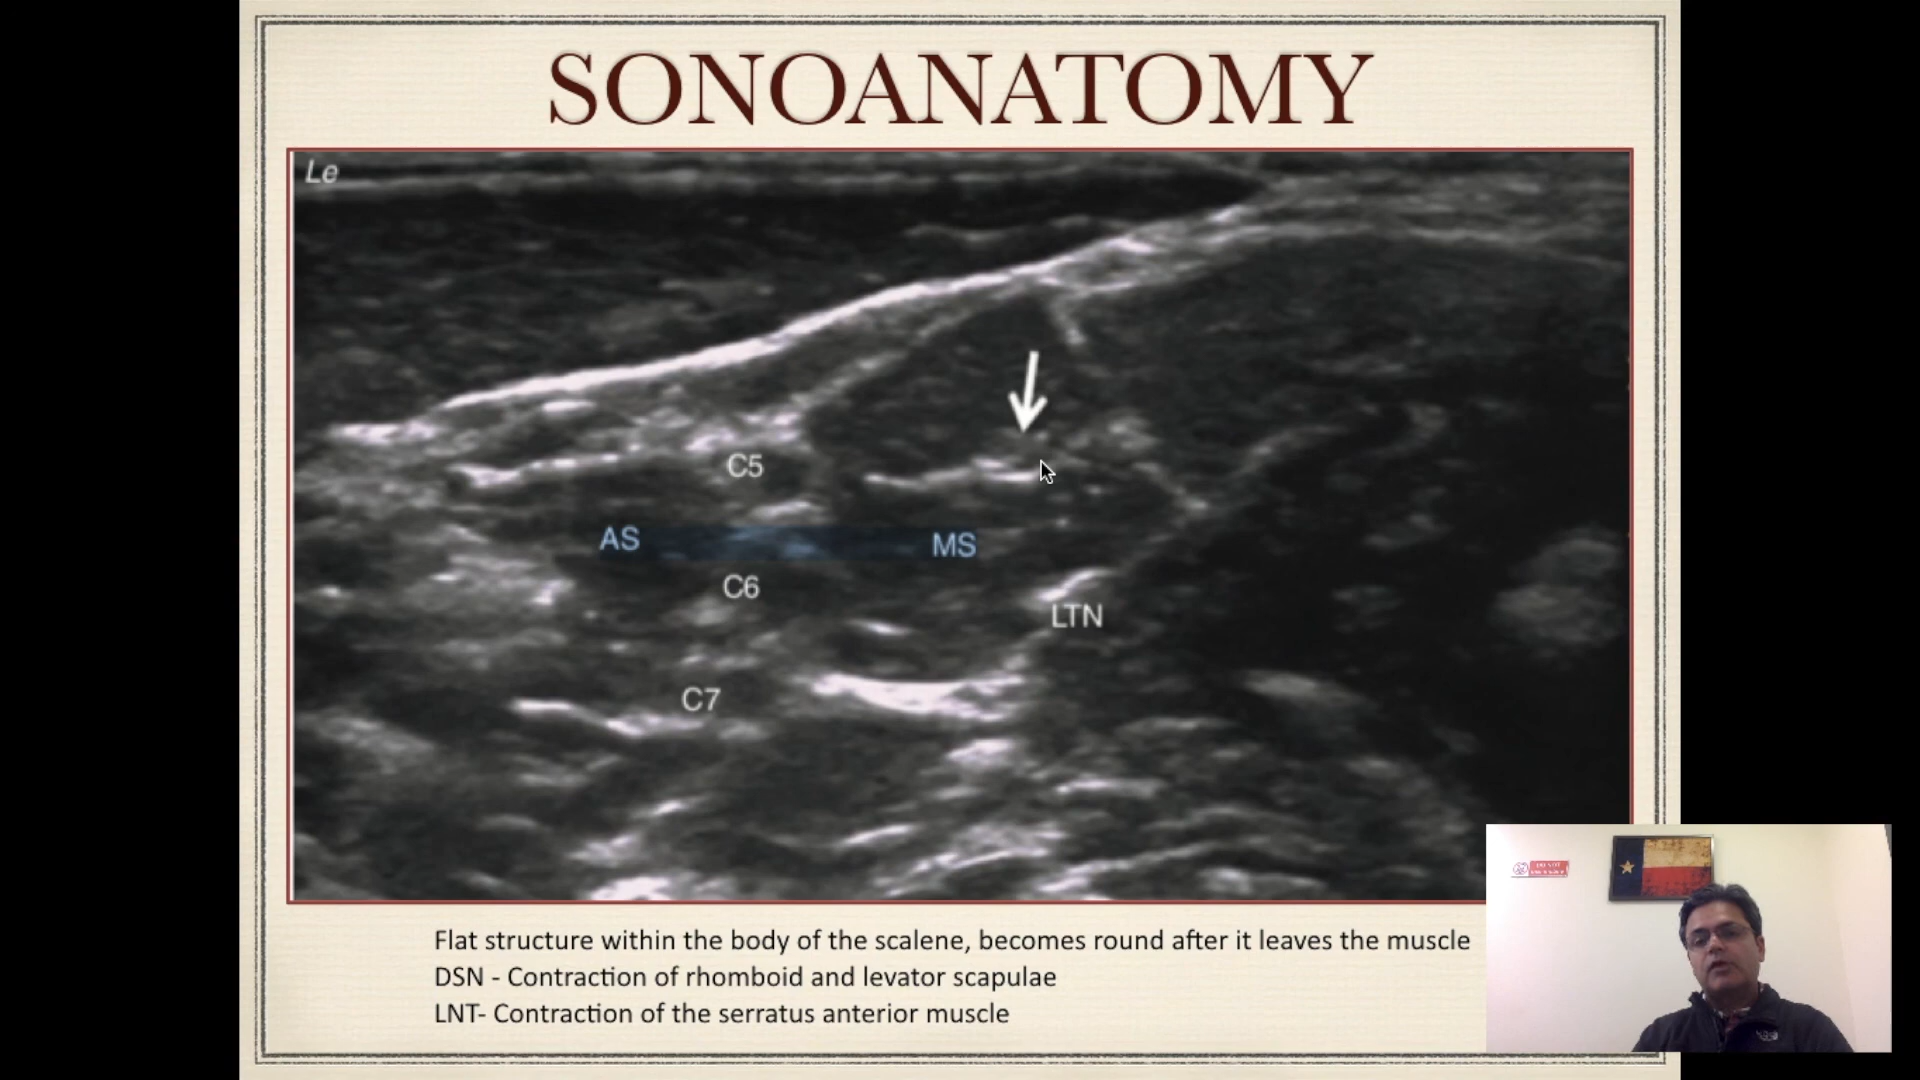 SONOANATOMY
Le
C5
AS
MS
C6
LTN
C7
Flat structure within the body of the scalene, becomes round after it leaves the muscle
DSN - Contraction of rhomboid and levator scapulae
LNT- Contraction of the serratus anterior muscle